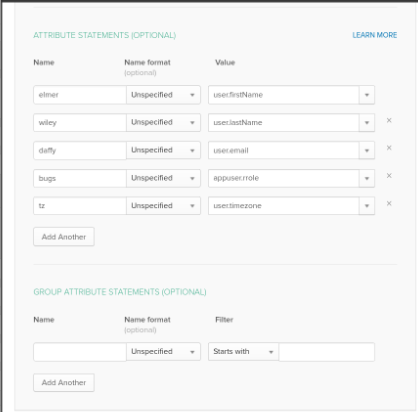 ATTRIBUTE STATEMENTS (OPTIONAL) LEARN MORE
Name Name format Value
(optional)
elmer Unspecified user.firstName
wiley Unspecified user.lastName
daffy Unspecified user.email
bugs Unspecified appuser.rrole
tz Unspecified user.timezone
Add Another
GROUP ATTRIBUTE STATEMENTS (OPTIONAL)
Name Name format Filter
(optional)
Unspecified Starts with
Add Another